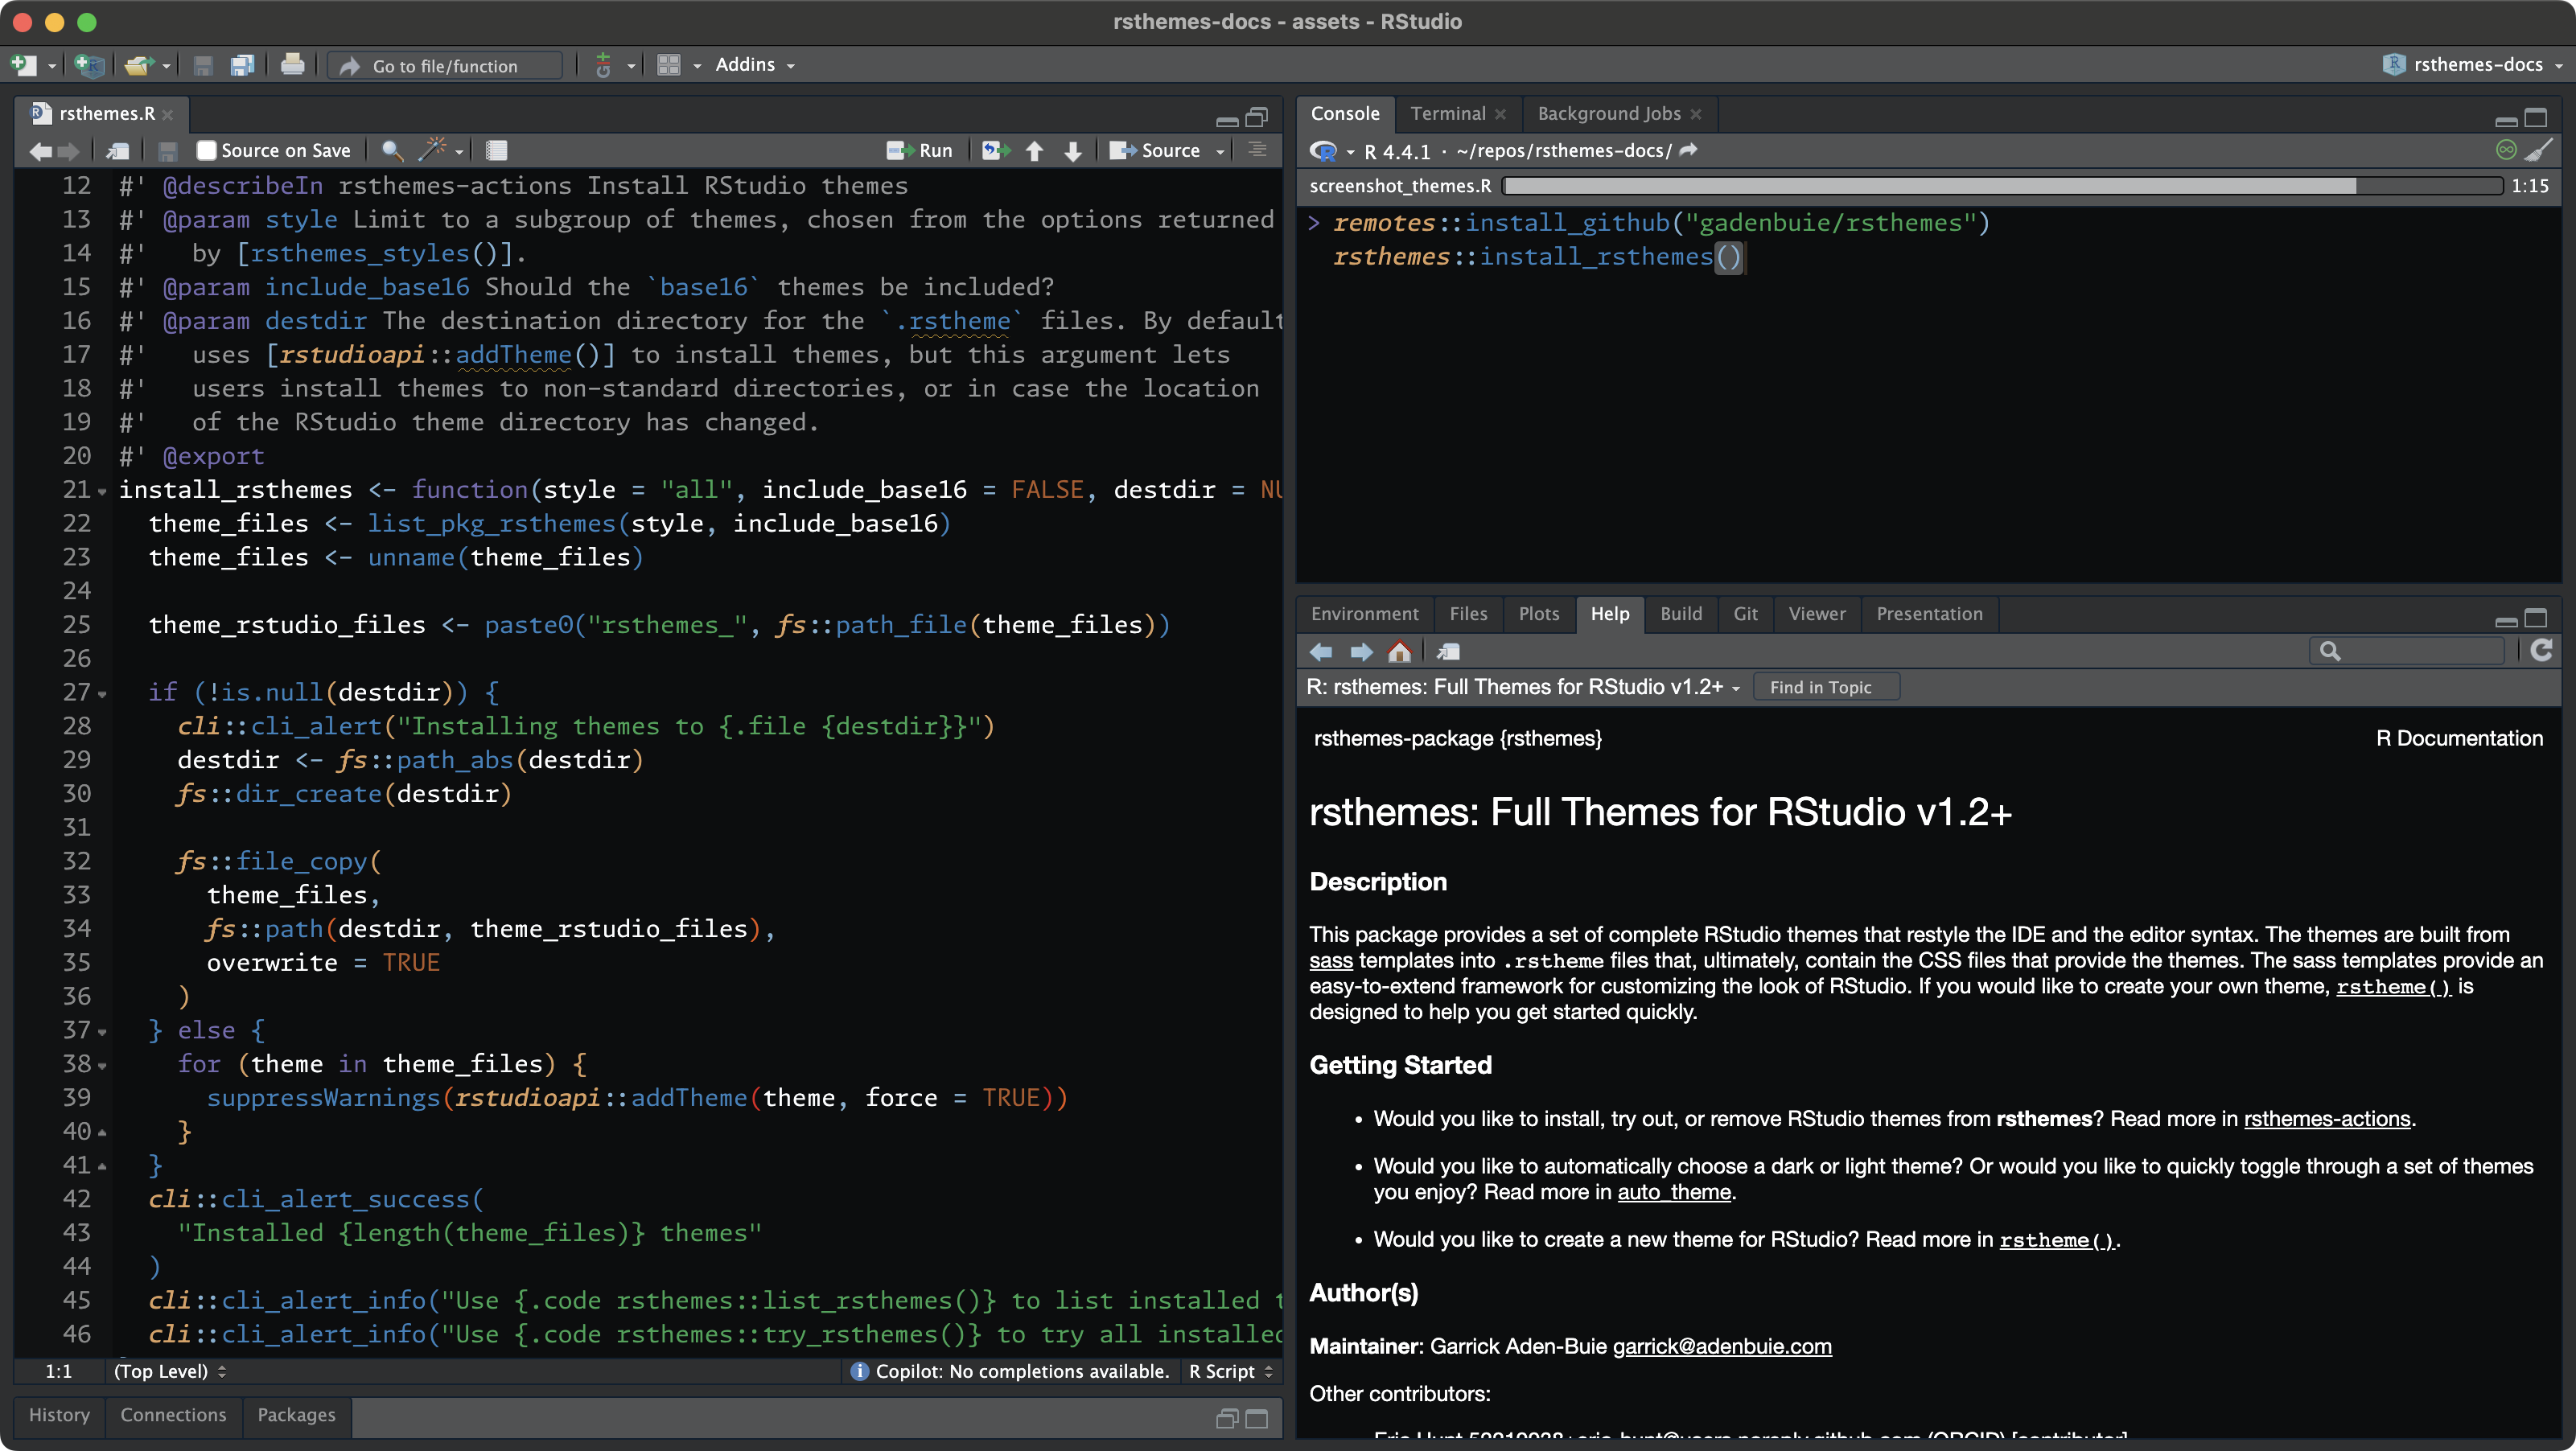 rsthemes-docs - assets - RStudio
Go to file/function
Addins
rsthemes-docs
rsthemes.R
Source on Save
Run
Source
12 #' @describeIn rsthemes-actions Install RStudio themes
13 #' @param style Limit to a subgroup of themes, chosen from the options returned
14 #'   by [rsthemes_styles()].
15 #' @param include_base16 Should the `base16` themes be included?
16 #' @param destdir The destination directory for the `.rstheme` files. By default
17 #'   uses [rstudioapi::addTheme()] to install themes, but this argument lets
18 #'   users install themes to non-standard directories, or in case the location
19 #'   of the RStudio theme directory has changed.
20 #' @export
21 install_rsthemes <- function(style = "all", include_base16 = FALSE, destdir = NU
22   theme_files <- list_pkg_rsthemes(style, include_base16)
23   theme_files <- unname(theme_files)
24
25   theme_rstudio_files <- paste0("rsthemes_", fs::path_file(theme_files))
26
27   if (!is.null(destdir)) {
28     cli::cli_alert("Installing themes to {.file {destdir}}")
29     destdir <- fs::path_abs(destdir)
30     fs::dir_create(destdir)
31
32     fs::file_copy(
33       theme_files,
34       fs::path(destdir, theme_rstudio_files),
35       overwrite = TRUE
36     )
37   } else {
38     for (theme in theme_files) {
39       suppressWarnings(rstudioapi::addTheme(theme, force = TRUE))
40     }
41   }
42   cli::cli_alert_success(
43     "Installed {length(theme_files)} themes"
44   )
45   cli::cli_alert_info("Use {.code rsthemes::list_rsthemes()} to list installed t
46   cli::cli_alert_info("Use {.code rsthemes::try_rsthemes()} to try all installed
1:1 (Top Level)
Copilot: No completions available.
R Script
History Connections Packages
Console Terminal Background Jobs
R 4.4.1 · ~/repos/rsthemes-docs/
screenshot_themes.R 1:15
> remotes::install_github("gadenbuie/rsthemes")
rsthemes::install_rsthemes()
Environment Files Plots Help Build Git Viewer Presentation
R: rsthemes: Full Themes for RStudio v1.2+
Find in Topic
rsthemes-package {rsthemes}
R Documentation
rsthemes: Full Themes for RStudio v1.2+
Description
This package provides a set of complete RStudio themes that restyle the IDE and the editor syntax. The themes are built from
sass templates into .rstheme files that, ultimately, contain the CSS files that provide the themes. The sass templates provide an
easy-to-extend framework for customizing the look of RStudio. If you would like to create your own theme, rstheme() is
designed to help you get started quickly.
Getting Started
• Would you like to install, try out, or remove RStudio themes from rsthemes? Read more in rsthemes-actions.
• Would you like to automatically choose a dark or light theme? Or would you like to quickly toggle through a set of themes
you enjoy? Read more in auto_theme.
• Would you like to create a new theme for RStudio? Read more in rstheme().
Author(s)
Maintainer: Garrick Aden-Buie garrick@adenbuie.com
Other contributors: